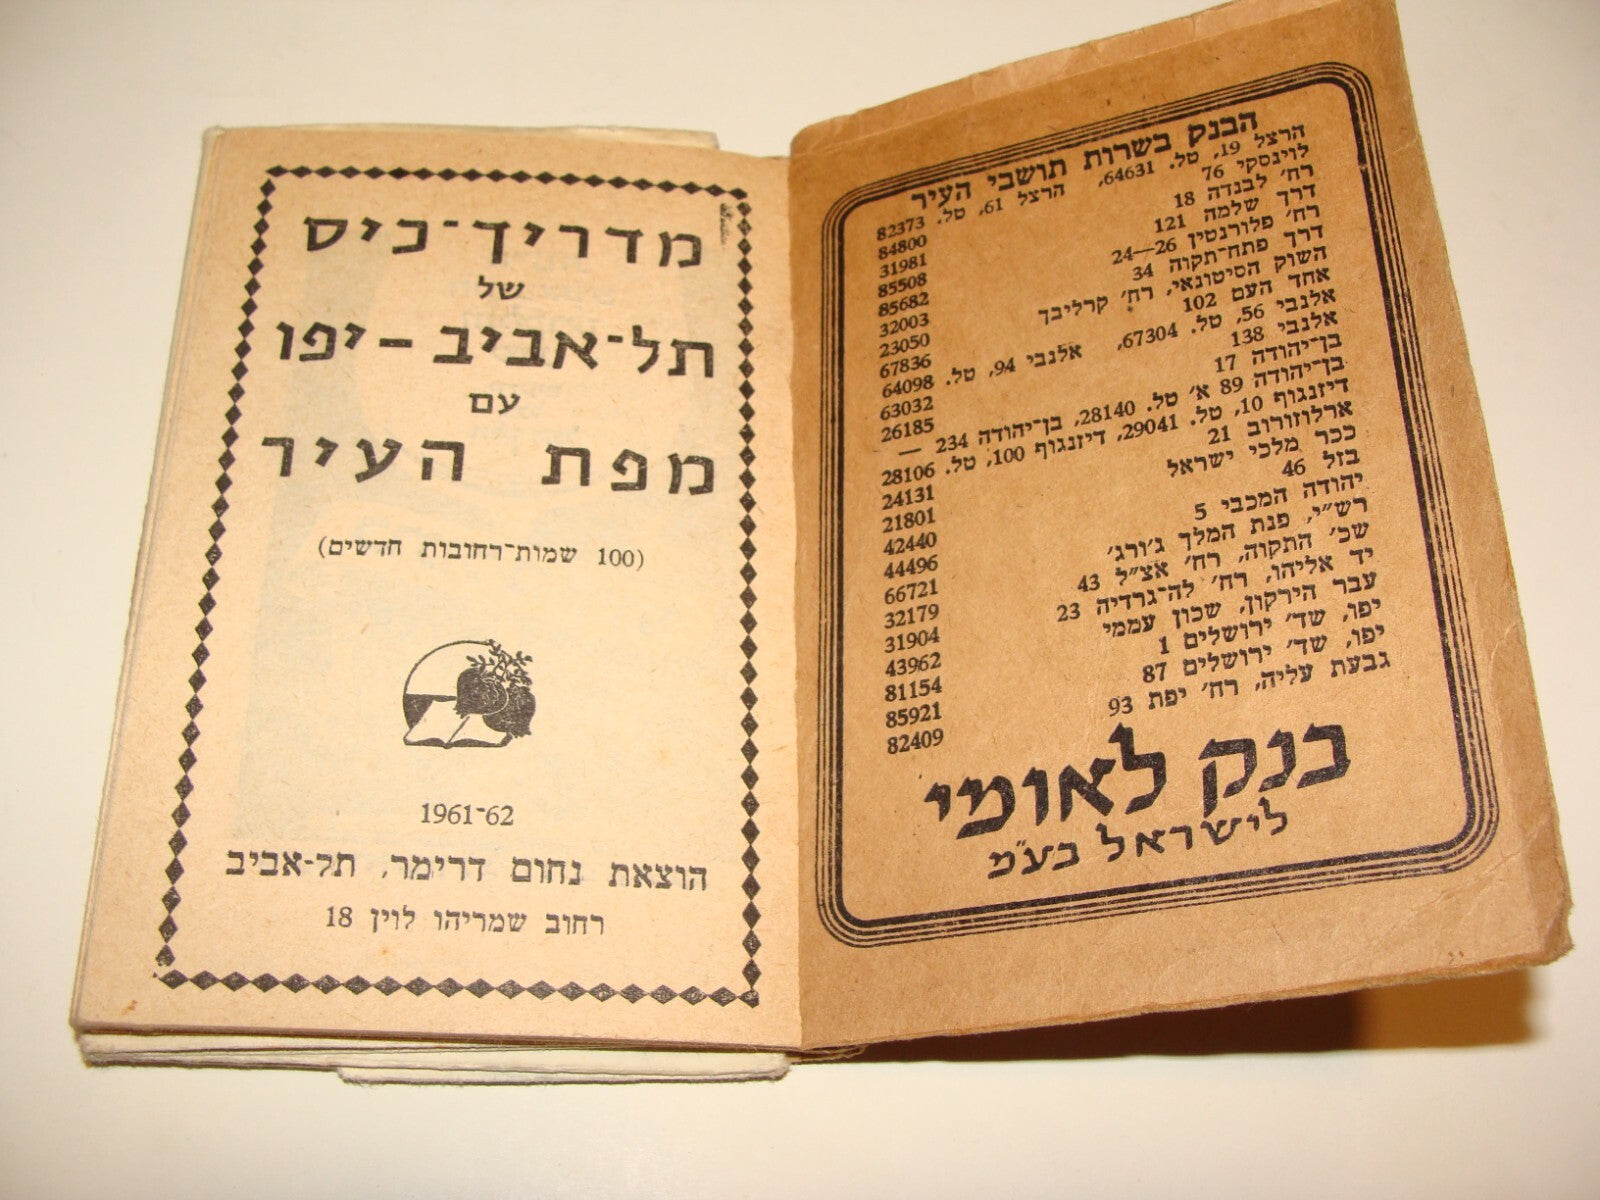 הבנק בשרות תושבי העיר
הרצל 19, טל. 64631, הרצל 61, טל. 82373
לוינסקי 76 84800
רח' לבנדה 18 31981
דרך שלמה 121 85508
רח' פלורנטין 26—24 85682
דרך פתח־תקוה 34 32003
השוק הסיטונאי, רח' קרליבך 23050
אחד העם 102 67836
אלנבי 56, טל. 67304, אלנבי 94, טל. 64098
אלנבי 138 63032
בן־יהודה 17 26185
בן־יהודה 89 א' טל. 28140, בן־יהודה 234 —
דיזנגוף 10, טל. 29041, דיזנגוף 100, טל. 28106
ארלוזורוב 21 24131
ככר מלכי ישראל 21801
בזל 46 42440
יהודה המכבי 5 44496
רש"י, פנת המלך ג'ורג' 66721
שכ' התקוה, רח' אצ"ל 43 32179
יד אליהו, רח' לה־גרדיה 23 31904
עבר הירקון, שכון עממי 43962
יפו, שד' ירושלים 1 81154
יפו, שד' ירושלים 87 85921
גבעת עליה, רח' יפת 93 82409
בנק לאומי
לישראל בע"מ
מדריך־כיס
של
תל־אביב - יפו
עם
מפת העיר
(100 שמות־רחובות חדשים)
1961-62
הוצאת נחום דרימר, תל-אביב
רחוב שמריהו לוין 18